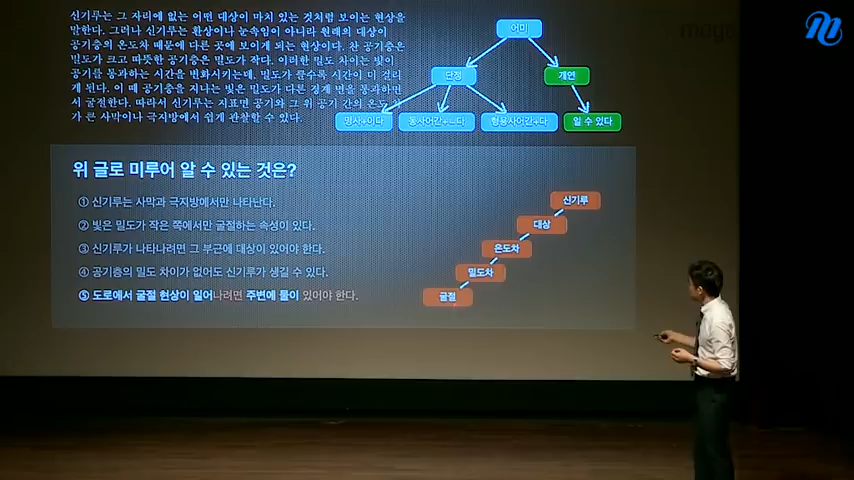 신기루는 그 자리에 없는 어떤 대상이 마치 있는 것처럼 보이는 현상을
말한다. 그러나 신기루는 환상이나 눈속임이 아니라 원래의 대상이
공기층의 온도차 때문에 다른 곳에 보이게 되는 현상이다. 찬 공기층은
밀도가 크고 따뜻한 공기층은 밀도가 작다. 이러한 밀도 차이는 빛이
공기를 통과하는 시간을 변화시키는데, 밀도가 클수록 시간이 더 걸리
게 된다. 이 때 공기층을 지나는 빛은 밀도가 다른 경계 면을 통과하면
서 굴절한다. 따라서 신기루는 지표면 공기와 그 위 공기 간의 온도
가 큰 사막이나 극지방에서 쉽게 관찰할 수 있다.
어미
단정
개연
명사+이다
동사어간+ㄴ다
형용사어간+다
일 수 있다
위 글로 미루어 알 수 있는 것은?
① 신기루는 사막과 극지방에서만 나타난다.
② 빛은 밀도가 작은 쪽에서만 굴절하는 속성이 있다.
③ 신기루가 나타나려면 그 부근에 대상이 있어야 한다.
④ 공기층의 밀도 차이가 없어도 신기루가 생길 수 있다.
⑤ 도로에서 굴절 현상이 일어나려면 주변에 물이 있어야 한다.
신기루
대상
온도차
밀도차
굴절
mega